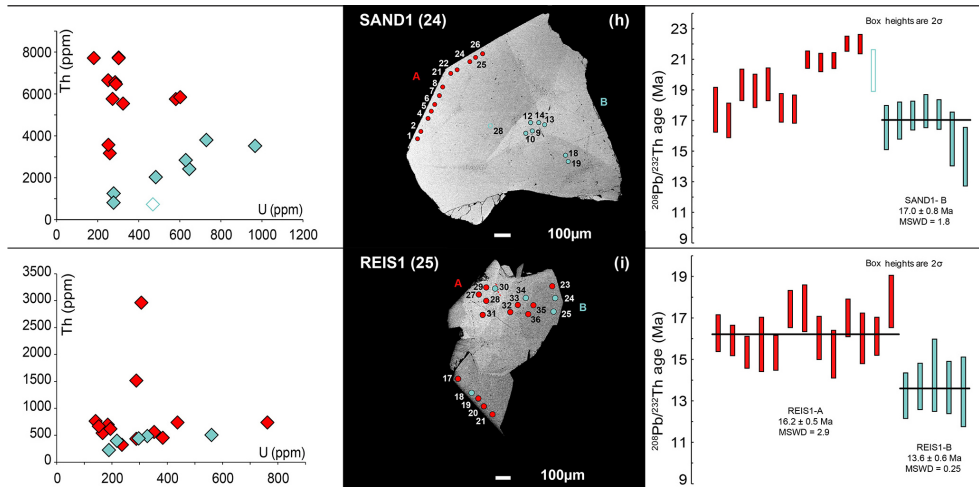 Th (ppm)
8000
6000
4000
2000
0
0 200 400 600 800 1000 1200
U (ppm)
SAND1 (24) (h)
A
B
26
24
25
22
21
8
7
6
5
4
2
1
12 14- 13
9
10
28
18
19
100µm
²⁰⁸Pb/²³²Th age (Ma)
23
21
19
17
15
13
11
9
Box heights are 2σ
SAND1- B
17.0 ± 0.8 Ma
MSWD = 1.8
Th (ppm)
3500
3000
2500
2000
1500
1000
500
0
0 200 400 600 800
U (ppm)
REIS1 (25) (i)
A
B
29 30
27
28
31
34
33
32
35
36
23
24
25
17
18
19
20
21
100µm
²⁰⁸Pb/²³²Th age (Ma)
19
17
15
13
11
9
Box heights are 2σ
REIS1-A
16.2 ± 0.5 Ma
MSWD = 2.9
REIS1-B
13.6 ± 0.6 Ma
MSWD = 0.25